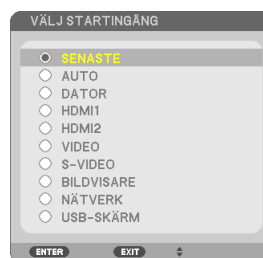 VÄLJ STARTINGÅNG
SENASTE
AUTO
DATOR
HDMI1
HDMI2
VIDEO
S-VIDEO
BILDVISARE
NÄTVERK
USB-SKÄRM
ENTER EXIT